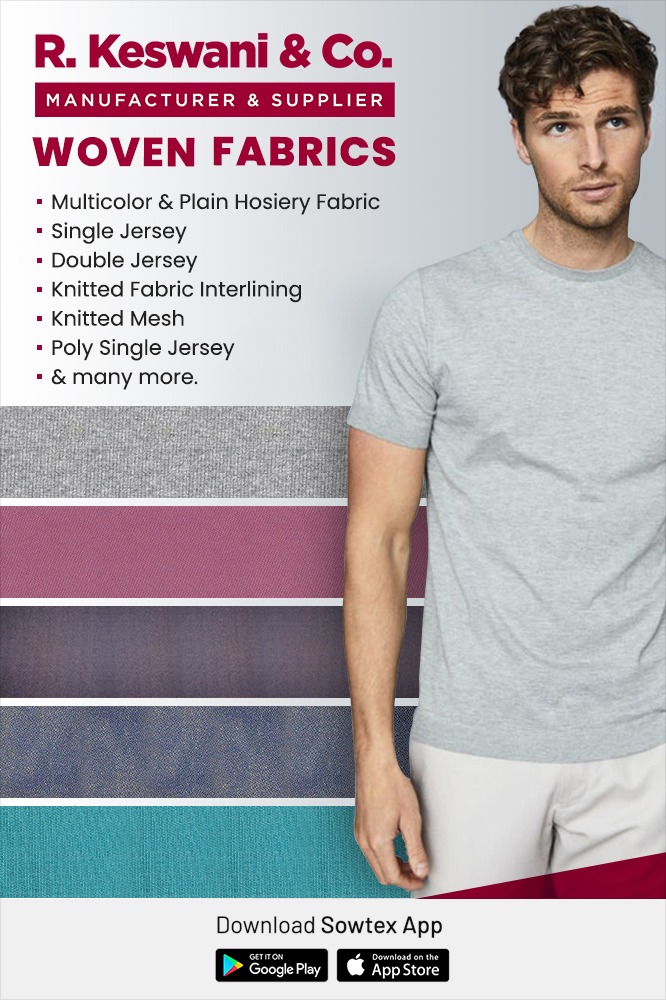 R. Keswani & Co.
MANUFACTURER & SUPPLIER
WOVEN FABRICS
▪ Multicolor & Plain Hosiery Fabric
▪ Single Jersey
▪ Double Jersey
▪ Knitted Fabric Interlining
▪ Knitted Mesh
▪ Poly Single Jersey
▪ & many more.
Download Sowtex App
GET IT ON
Google Play
Download on the
App Store